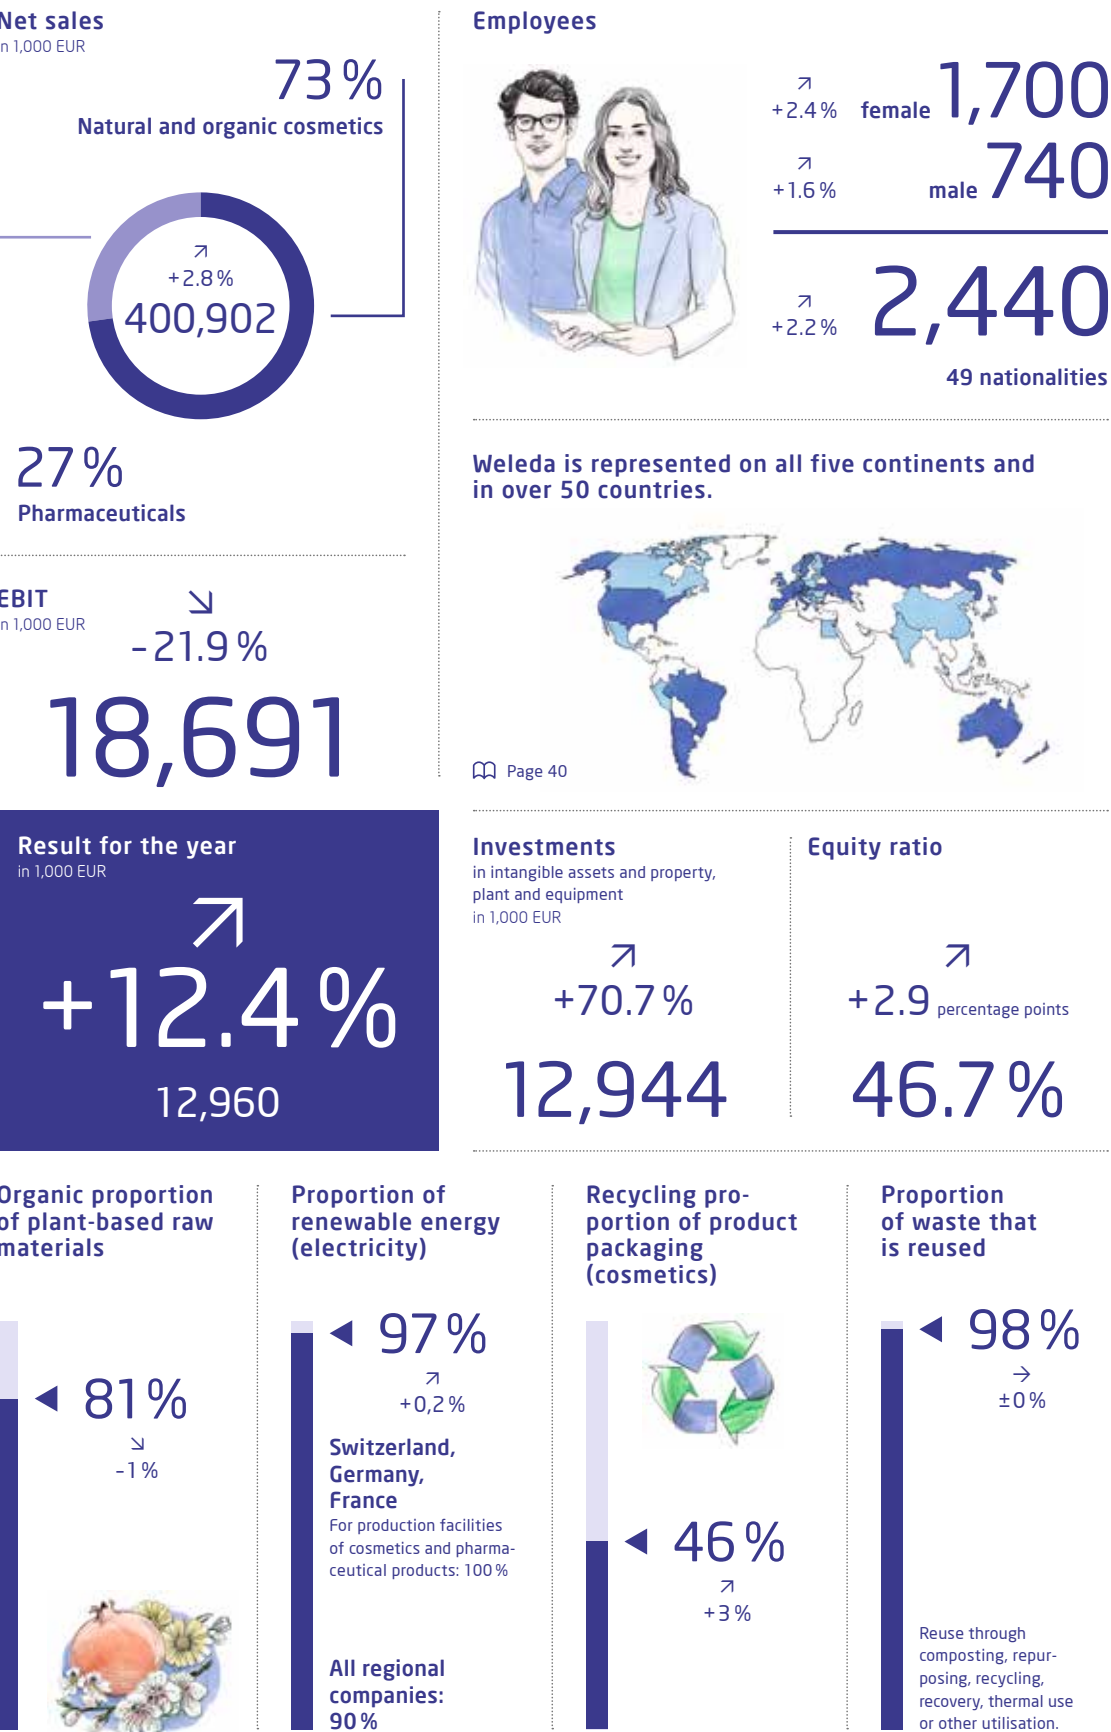 Net sales
in 1,000 EUR
73 %
Natural and organic cosmetics
+2.8 %
400,902
27 %
Pharmaceuticals
EBIT
in 1,000 EUR
-21.9 %
18,691
Employees
+2.4 % female 1,700
+1.6 % male 740
+2.2 % 2,440
49 nationalities
Weleda is represented on all five continents and
in over 50 countries.
Page 40
Result for the year
in 1,000 EUR
+12.4 %
12,960
Investments
in intangible assets and property,
plant and equipment
in 1,000 EUR
+70.7 %
12,944
Equity ratio
+2.9 percentage points
46.7 %
Organic proportion
of plant-based raw
materials
81 %
-1 %
Proportion of
renewable energy
(electricity)
97 %
+0,2 %
Switzerland,
Germany,
France
For production facilities
of cosmetics and pharma-
ceutical products: 100 %
All regional
companies:
90 %
Recycling pro-
portion of product
packaging
(cosmetics)
46 %
+3 %
Proportion
of waste that
is reused
98 %
±0 %
Reuse through
composting, repur-
posing, recycling,
recovery, thermal use
or other utilisation.